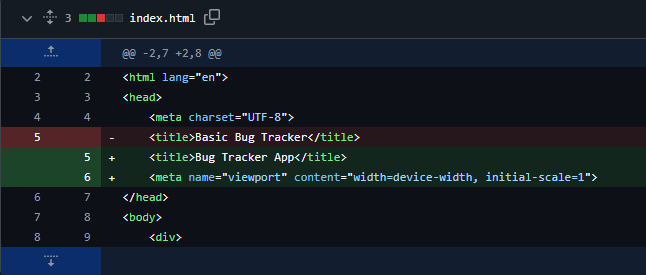 3 index.html
@@ -2,7 +2,8 @@
2 2 <html lang="en">
3 3 <head>
4 4 <meta charset="UTF-8">
5 - <title>Basic Bug Tracker</title>
5 + <title>Bug Tracker App</title>
6 + <meta name="viewport" content="width=device-width, initial-scale=1">
6 7 </head>
7 8 <body>
8 9 <div>